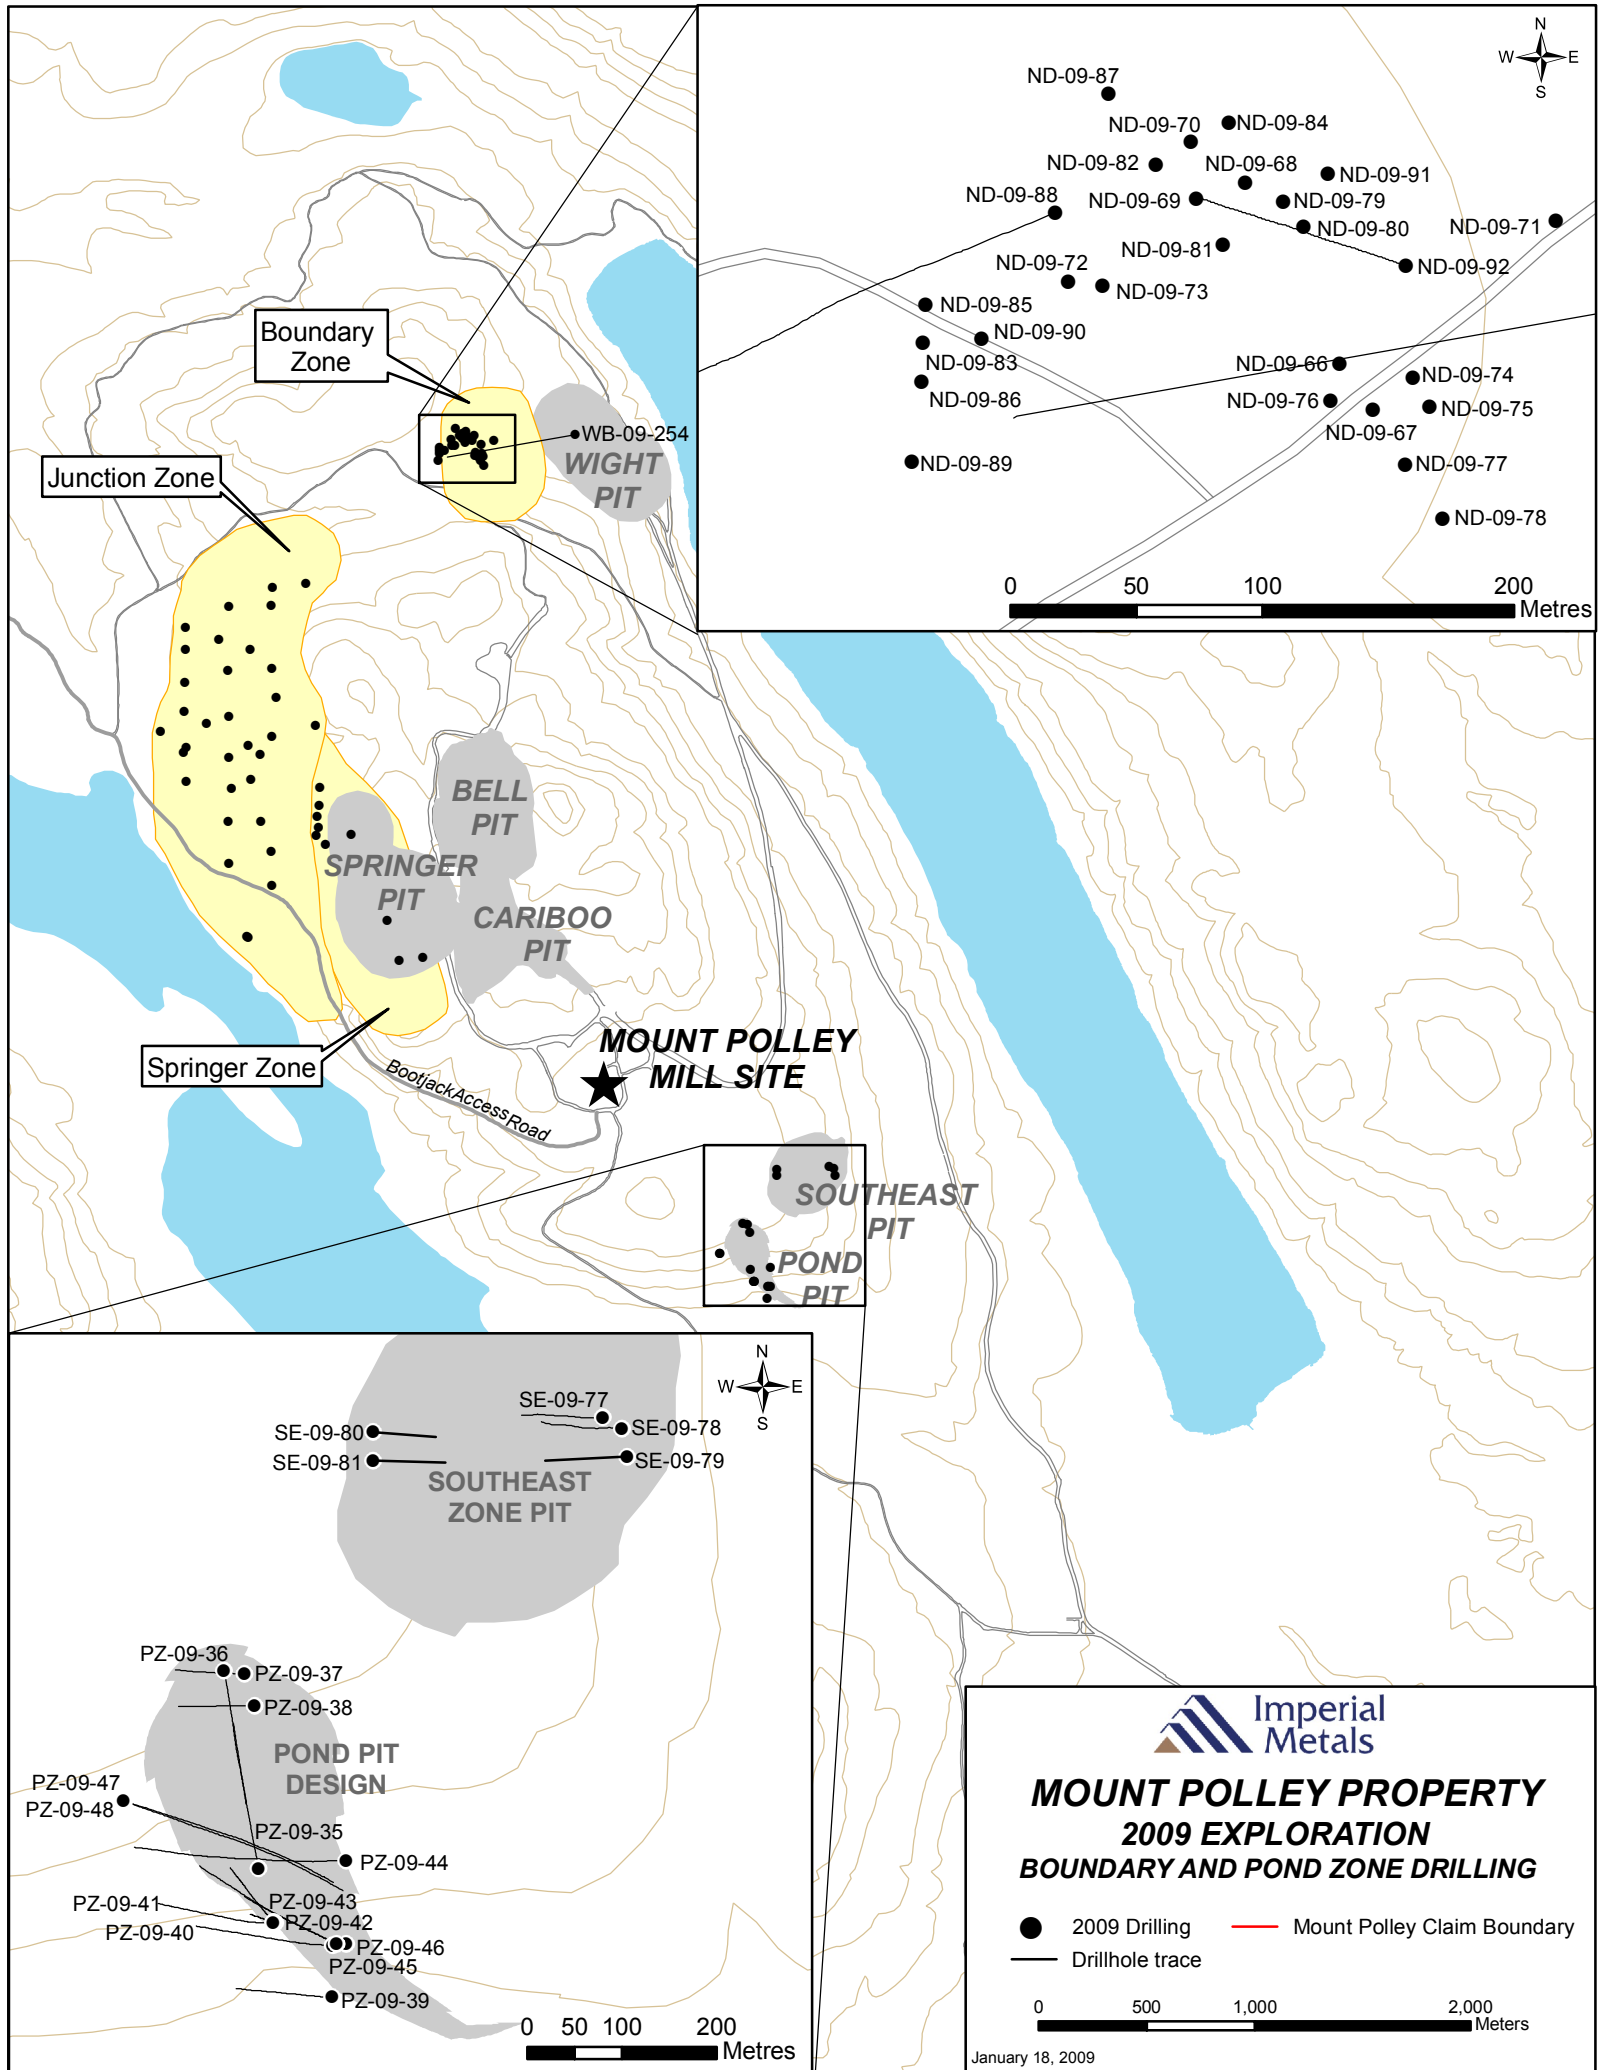 N
W E
S
ND-09-87
ND-09-70
ND-09-84
ND-09-82
ND-09-68
ND-09-91
ND-09-88
ND-09-69
ND-09-79
ND-09-80
ND-09-71
ND-09-81
ND-09-72
ND-09-92
ND-09-73
ND-09-85
ND-09-90
ND-09-83
ND-09-66
ND-09-74
ND-09-86
ND-09-76
ND-09-75
ND-09-67
ND-09-89
ND-09-77
ND-09-78
0 50 100 200
Metres
Boundary
Zone
WB-09-254
WIGHT
PIT
Junction Zone
BELL
PIT
SPRINGER
PIT
CARIBOO
PIT
MOUNT POLLEY
MILL SITE
Springer Zone
BootjackAccessRoad
SOUTHEAST
PIT
POND
PIT
N
W E
S
SE-09-77
SE-09-80
SE-09-78
SE-09-81
SE-09-79
SOUTHEAST
ZONE PIT
PZ-09-36
PZ-09-37
PZ-09-38
POND PIT
DESIGN
PZ-09-47
PZ-09-48
PZ-09-35
PZ-09-44
PZ-09-43
PZ-09-41
PZ-09-42
PZ-09-40
PZ-09-46
PZ-09-45
PZ-09-39
0 50 100 200
Metres
Imperial
Metals
MOUNT POLLEY PROPERTY
2009 EXPLORATION
BOUNDARY AND POND ZONE DRILLING
2009 Drilling
Mount Polley Claim Boundary
Drillhole trace
0 500 1,000 2,000
Meters
January 18, 2009